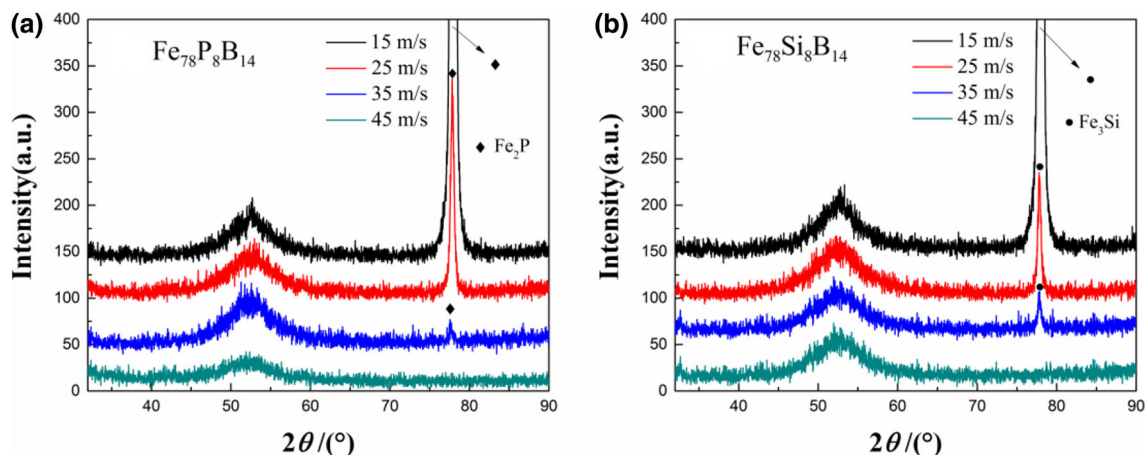 (a)
Fe78P8B14
15 m/s
25 m/s
35 m/s
45 m/s
Fe2P
Intensity(a.u.)
400
350
300
250
200
150
100
50
0
40 50 60 70 80 90
2θ /(°)
(b)
Fe78Si8B14
15 m/s
25 m/s
35 m/s
45 m/s
Fe3Si
Intensity(a.u.)
400
350
300
250
200
150
100
50
0
40 50 60 70 80 90
2θ /(°)